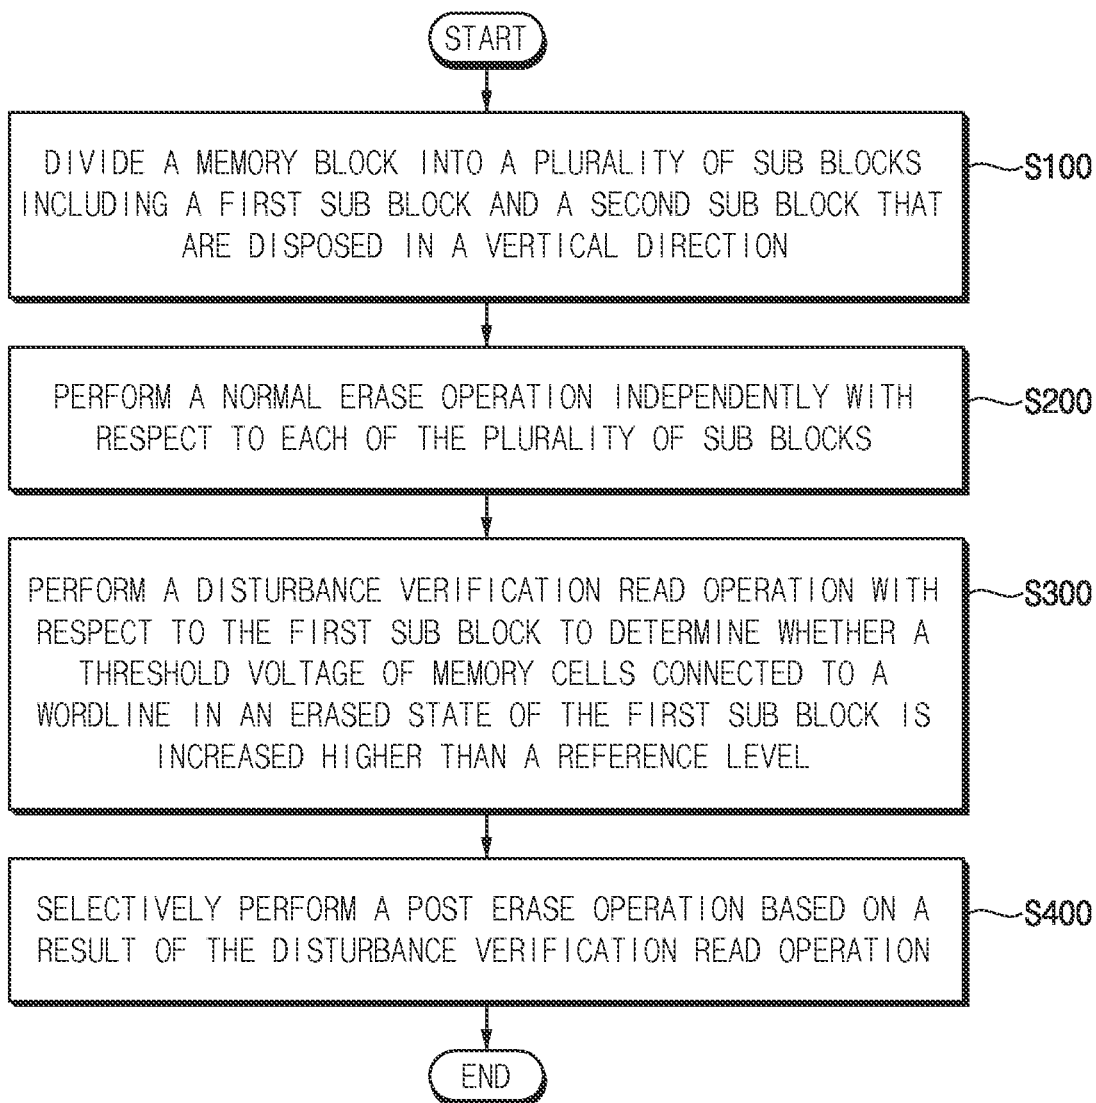 START
DIVIDE A MEMORY BLOCK INTO A PLURALITY OF SUB BLOCKS
INCLUDING A FIRST SUB BLOCK AND A SECOND SUB BLOCK THAT
ARE DISPOSED IN A VERTICAL DIRECTION
S100
PERFORM A NORMAL ERASE OPERATION INDEPENDENTLY WITH
RESPECT TO EACH OF THE PLURALITY OF SUB BLOCKS
S200
PERFORM A DISTURBANCE VERIFICATION READ OPERATION WITH
RESPECT TO THE FIRST SUB BLOCK TO DETERMINE WHETHER A
THRESHOLD VOLTAGE OF MEMORY CELLS CONNECTED TO A
WORDLINE IN AN ERASED STATE OF THE FIRST SUB BLOCK IS
INCREASED HIGHER THAN A REFERENCE LEVEL
S300
SELECTIVELY PERFORM A POST ERASE OPERATION BASED ON A
RESULT OF THE DISTURBANCE VERIFICATION READ OPERATION
S400
END